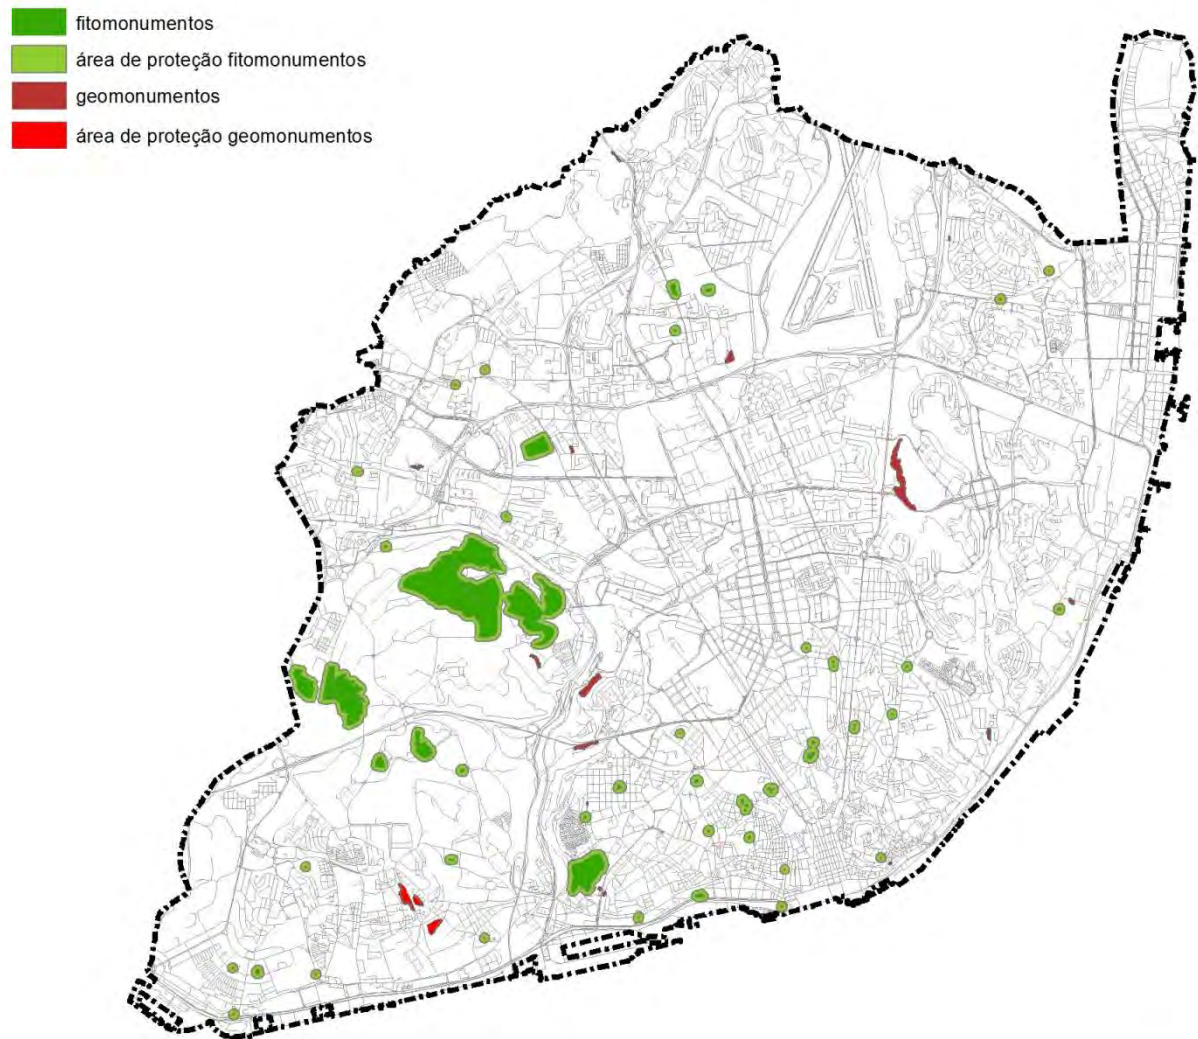 fitomonumentos
área de proteção fitomonumentos
geomonumentos
área de proteção geomonumentos